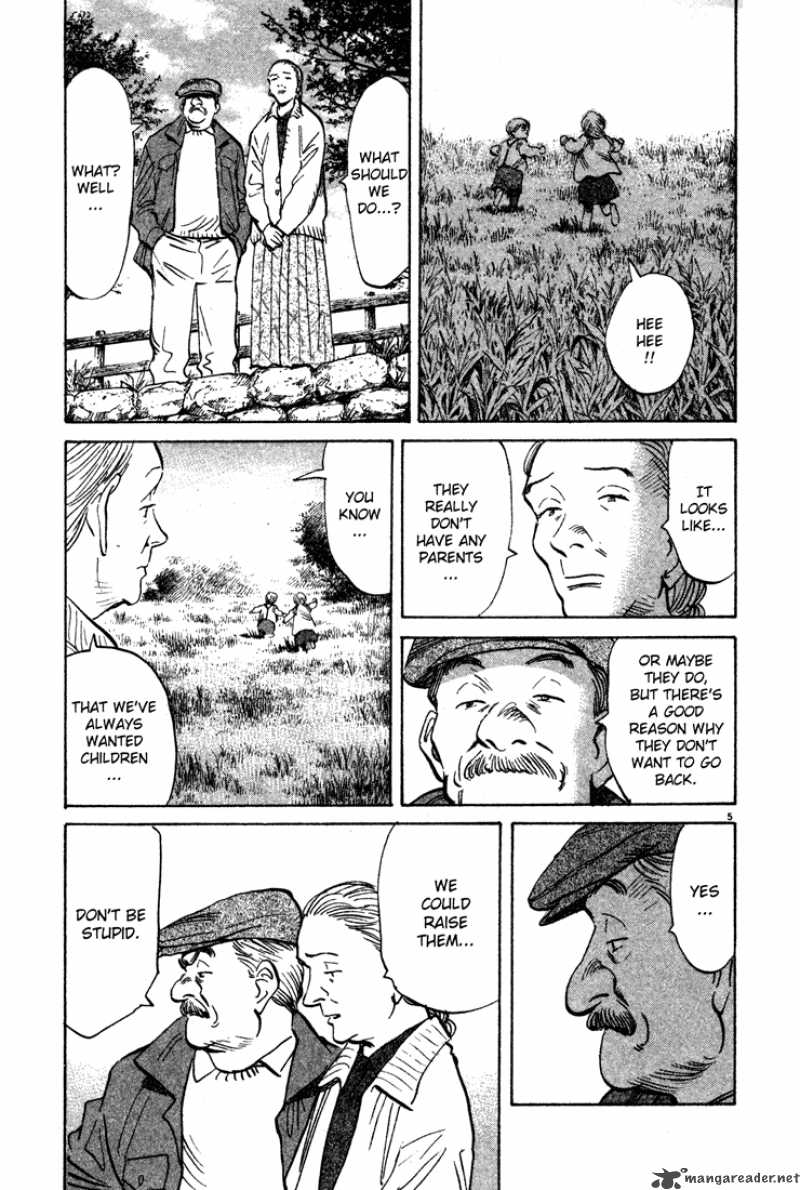 HEE
HEE
!!
WHAT
SHOULD
WE
DO...?
WHAT?
WELL
...
IT
LOOKS
LIKE...
THEY
REALLY
DON'T
HAVE ANY
PARENTS
...
YOU
KNOW
...
THAT WE'VE
ALWAYS
WANTED
CHILDREN
...
OR MAYBE
THEY DO,
BUT THERE'S
A GOOD
REASON WHY
THEY DON'T
WANT TO GO
BACK.
5
YES
...
WE
COULD
RAISE
THEM...
DON'T BE
STUPID.
mangareader.net